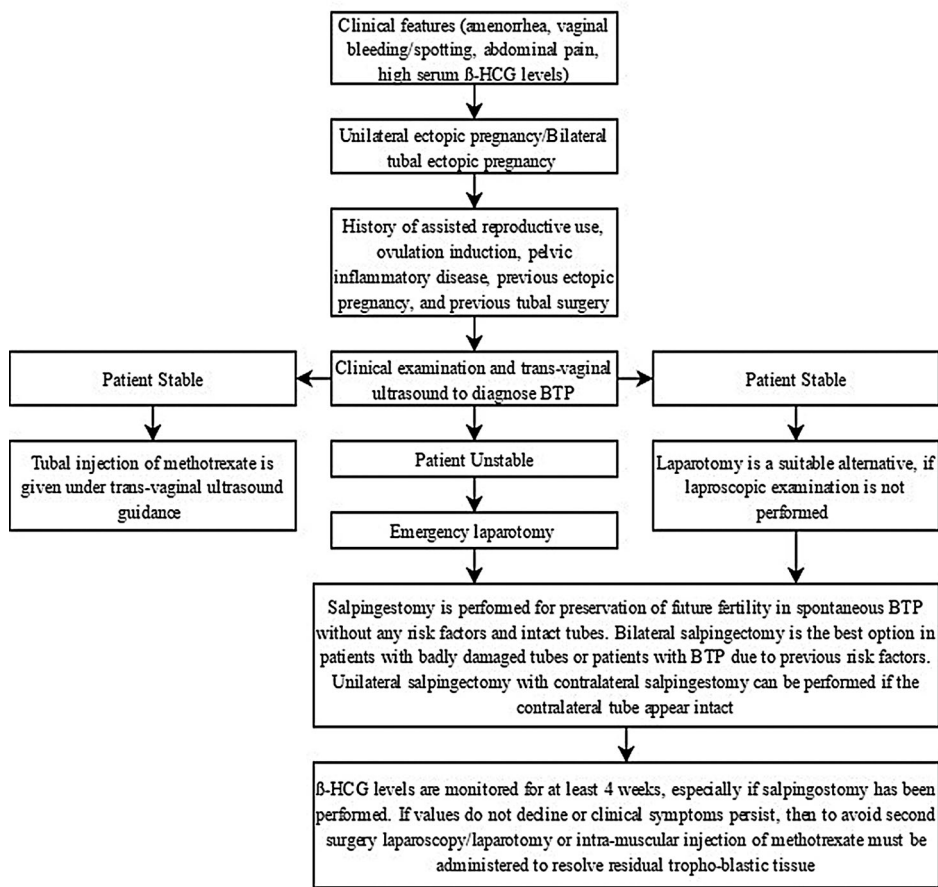 Clinical features (amenorrhea, vaginal
bleeding/spotting, abdominal pain,
high serum ß-HCG levels)
Unilateral ectopic pregnancy/Bilateral
tubal ectopic pregnancy
History of assisted reproductive use,
ovulation induction, pelvic
inflammatory disease, previous ectopic
pregnancy, and previous tubal surgery
Patient Stable
Clinical examination and trans-vaginal
ultrasound to diagnose BTP
Patient Stable
Tubal injection of methotrexate is
given under trans-vaginal ultrasound
guidance
Patient Unstable
Laparotomy is a suitable alternative, if
laproscopic examination is not
performed
Emergency laparotomy
Salpingestomy is performed for preservation of future fertility in spontaneous BTP
without any risk factors and intact tubes. Bilateral salpingectomy is the best option in
patients with badly damaged tubes or patients with BTP due to previous risk factors.
Unilateral salpingectomy with contralateral salpingestomy can be performed if the
contralateral tube appear intact
ß-HCG levels are monitored for at least 4 weeks, especially if salpingostomy has been
performed. If values do not decline or clinical symptoms persist, then to avoid second
surgery laparoscopy/laparotomy or intra-muscular injection of methotrexate must be
administered to resolve residual tropho-blastic tissue